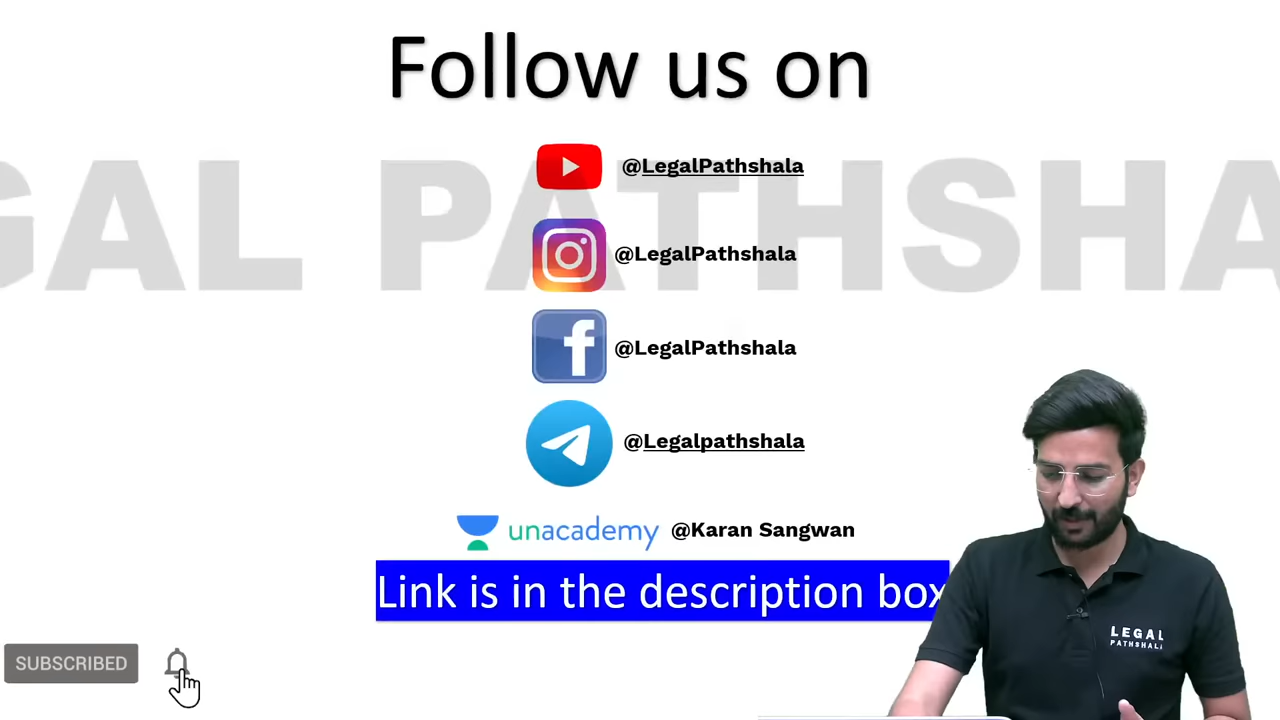 Follow us on
GAL PATHSHA
@LegalPathshala
@LegalPathshala
@LegalPathshala
@Legalpathshala
unacademy @Karan Sangwan
Link is in the description box
LEGAL
PATHSHALA
SUBSCRIBED